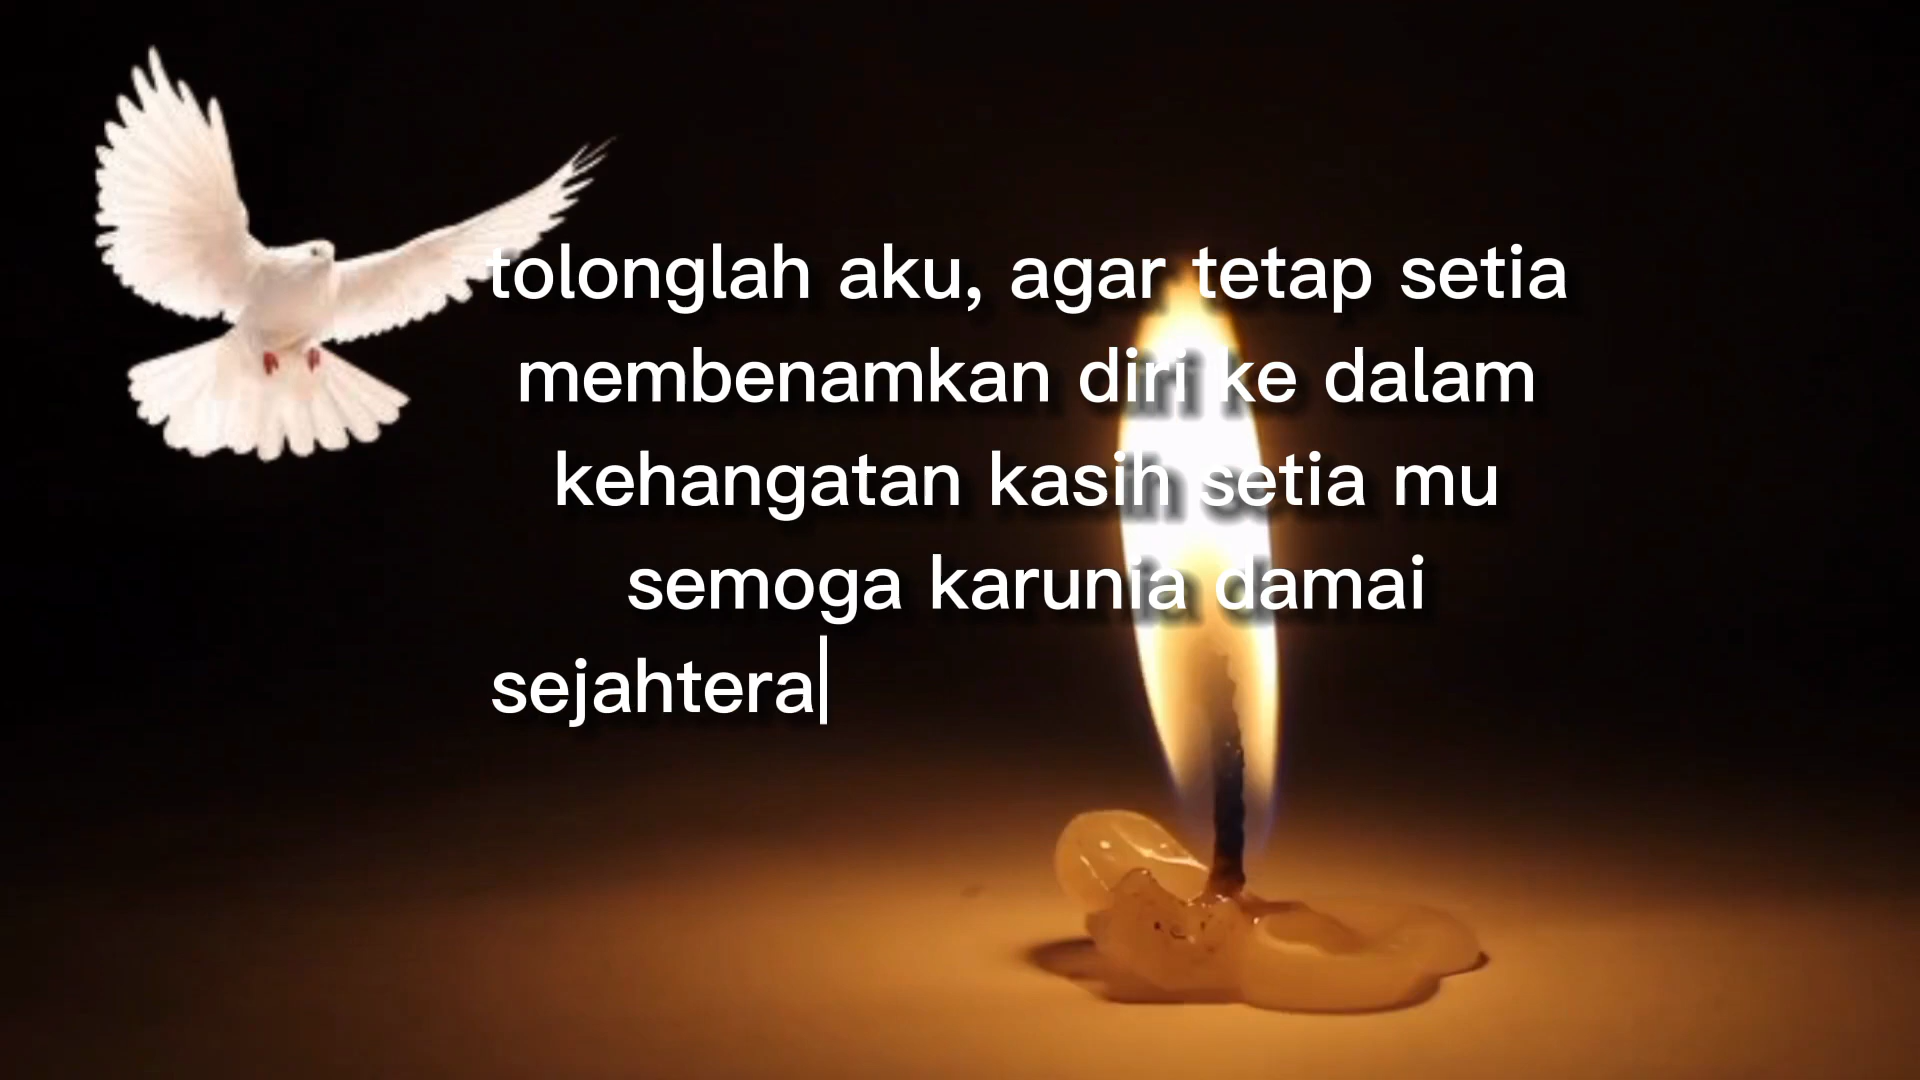 tolonglah aku, agar tetap setia
membenamkan diri ke dalam
kehangatan kasih setia mu
semoga karunia damai
sejahtera